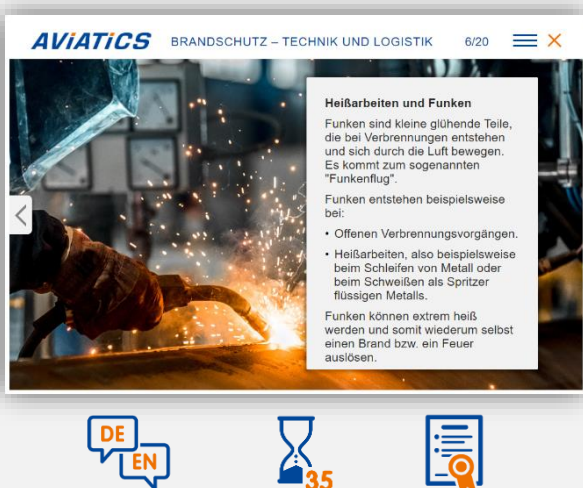 AViATiCS BRANDSCHUTZ – TECHNIK UND LOGISTIK 6/20
Heißarbeiten und Funken
Funken sind kleine glühende Teile,
die bei Verbrennungen entstehen
und sich durch die Luft bewegen.
Es kommt zum sogenannten
"Funkenflug".
Funken entstehen beispielsweise
bei:
• Offenen Verbrennungsvorgängen.
• Heißarbeiten, also beispielsweise
beim Schleifen von Metall oder
beim Schweißen als Spritzer
flüssigen Metalls.
Funken können extrem heiß
werden und somit wiederum selbst
einen Brand bzw. ein Feuer
auslösen.
DE
EN
35